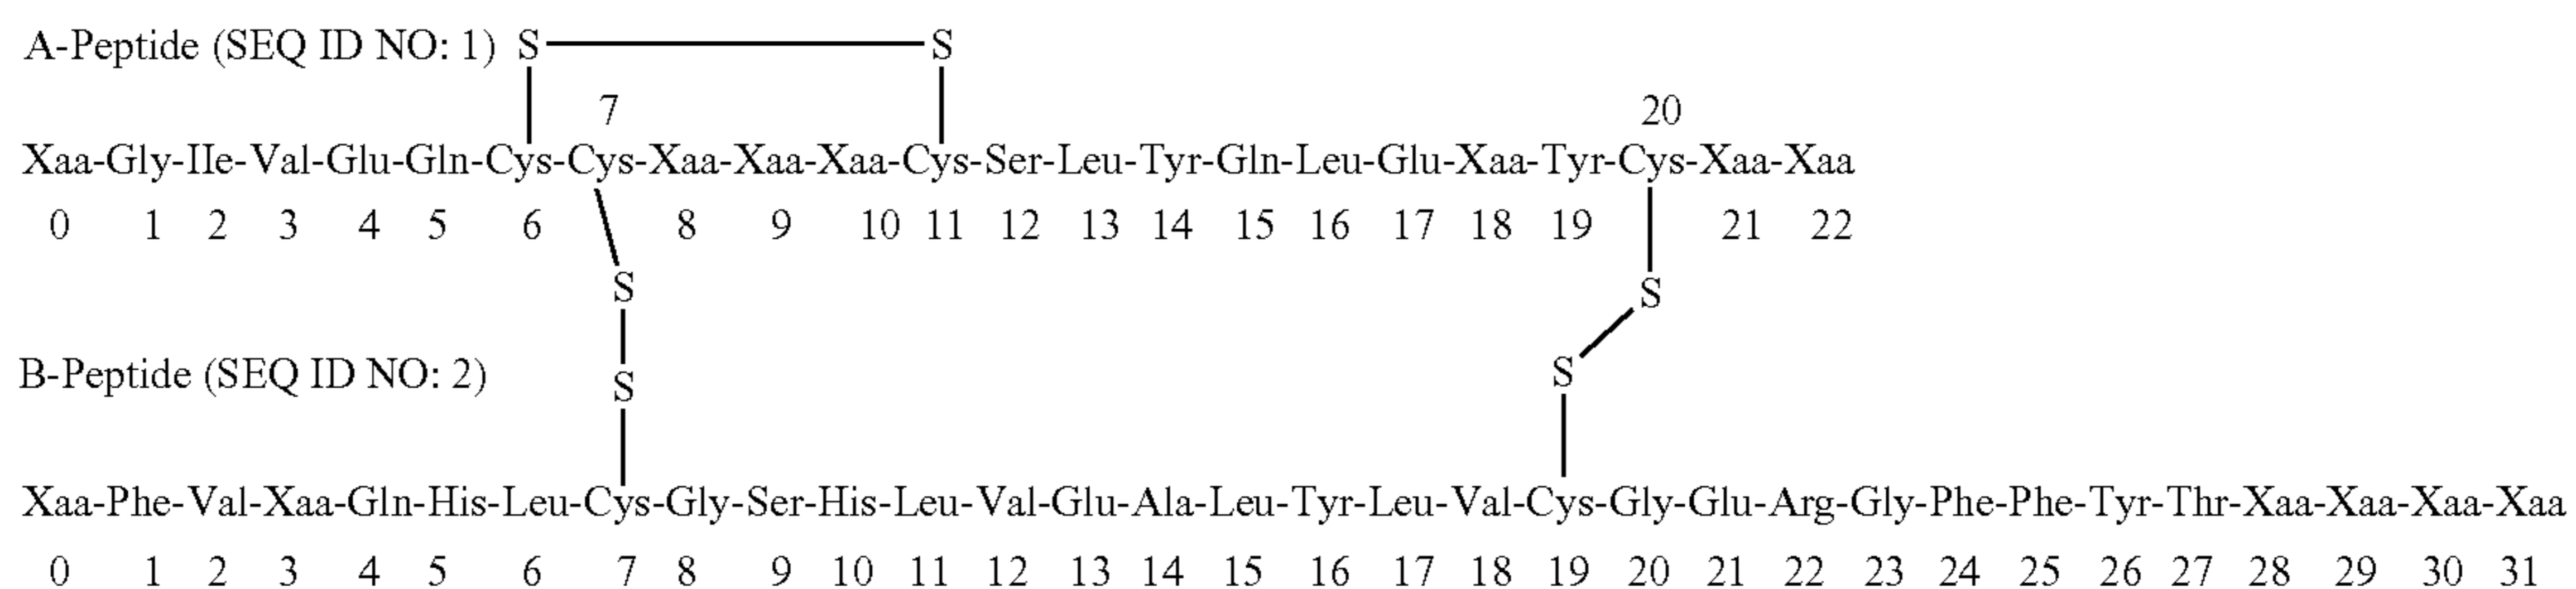 A-Peptide (SEQ ID NO: 1) S S
7 20
Xaa-Gly-IIe-Val-Glu-Gln-Cys-Cys-Xaa-Xaa-Xaa-Cys-Ser-Leu-Tyr-Gln-Leu-Glu-Xaa-Tyr-Cys-Xaa-Xaa
0 1 2 3 4 5 6 8 9 10 11 12 13 14 15 16 17 18 19 21 22
S S
B-Peptide (SEQ ID NO: 2) S S
Xaa-Phe-Val-Xaa-Gln-His-Leu-Cys-Gly-Ser-His-Leu-Val-Glu-Ala-Leu-Tyr-Leu-Val-Cys-Gly-Glu-Arg-Gly-Phe-Phe-Tyr-Thr-Xaa-Xaa-Xaa-Xaa
0 1 2 3 4 5 6 7 8 9 10 11 12 13 14 15 16 17 18 19 20 21 22 23 24 25 26 27 28 29 30 31